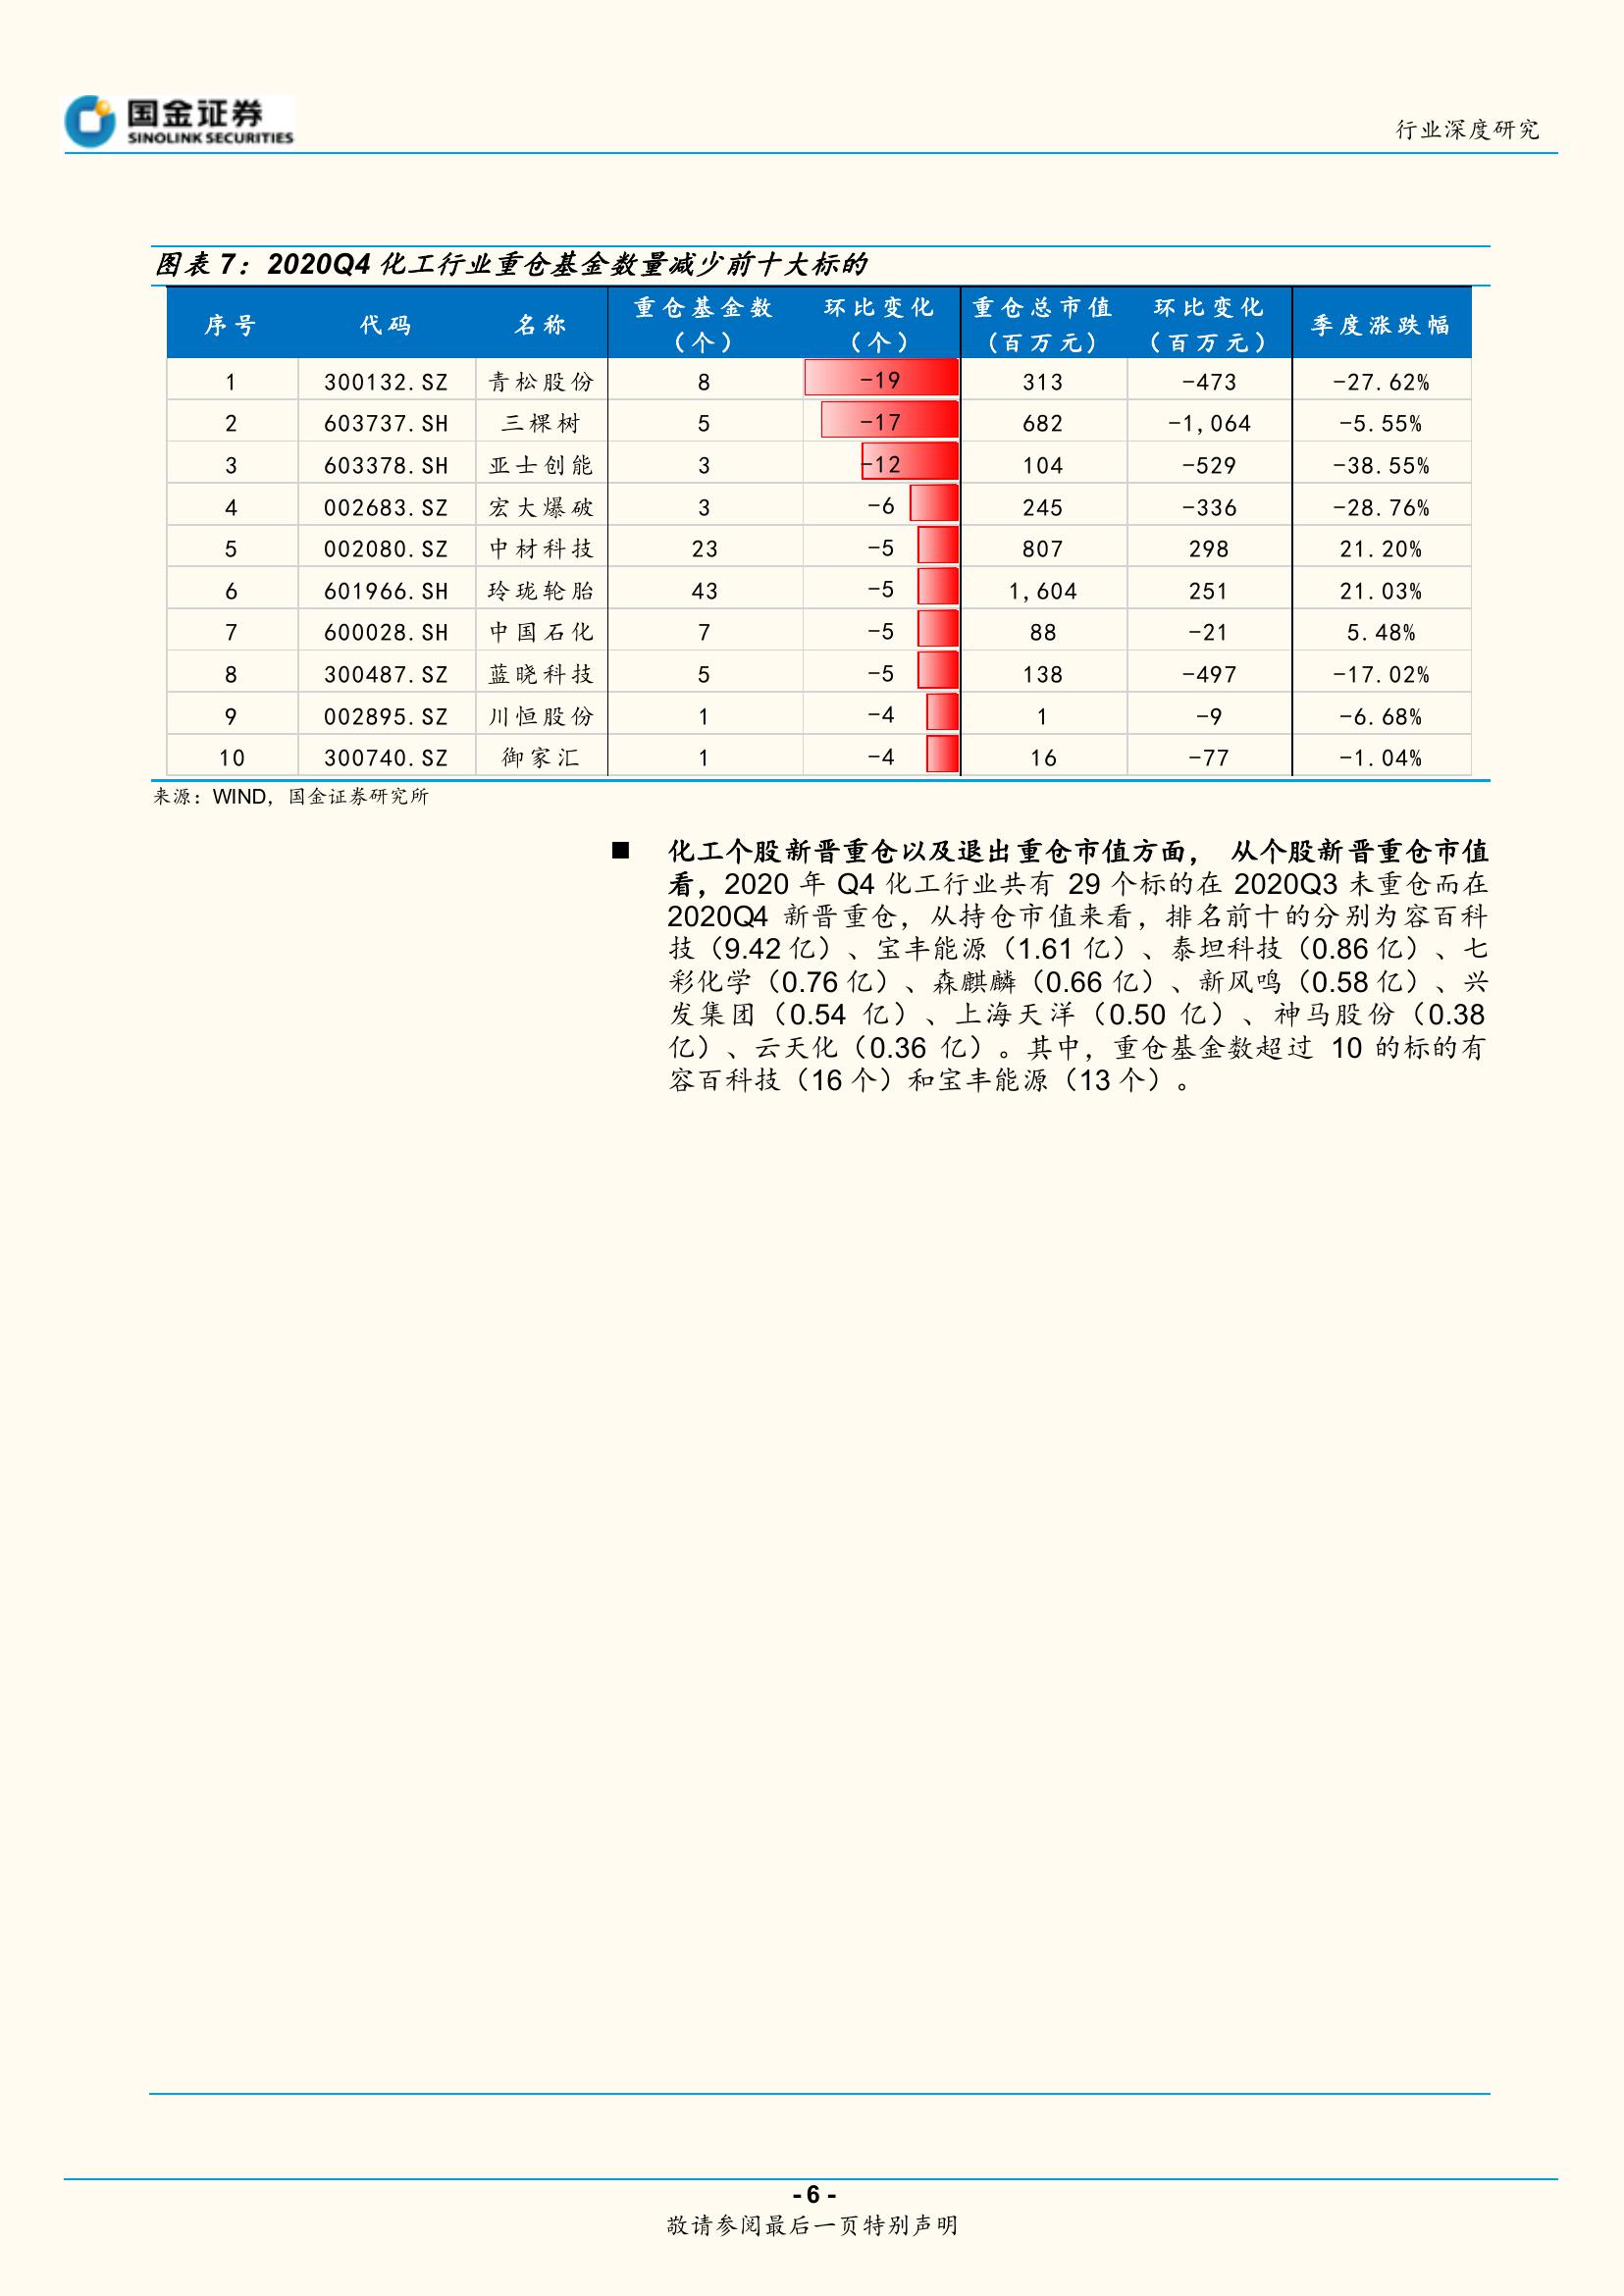 国金证券
SINOLINK SECURITIES
行业深度研究
图表 7：2020Q4 化工行业重仓基金数量减少前十大标的
序号 代码 名称 重仓基金数（个） 环比变化（个） 重仓总市值（百万元） 环比变化（百万元） 季度涨跌幅
1 300132.SZ 青松股份 8 -19 313 -473 -27.62%
2 603737.SH 三棵树 5 -17 682 -1,064 -5.55%
3 603378.SH 亚士创能 3 -12 104 -529 -38.55%
4 002683.SZ 宏大爆破 3 -6 245 -336 -28.76%
5 002080.SZ 中材科技 23 -5 807 298 21.20%
6 601966.SH 玲珑轮胎 43 -5 1,604 251 21.03%
7 600028.SH 中国石化 7 -5 88 -21 5.48%
8 300487.SZ 蓝晓科技 5 -5 138 -497 -17.02%
9 002895.SZ 川恒股份 1 -4 1 -9 -6.68%
10 300740.SZ 御家汇 1 -4 16 -77 -1.04%
来源：WIND，国金证券研究所
■ 化工个股新晋重仓以及退出重仓市值方面， 从个股新晋重仓市值
看，2020 年 Q4 化工行业共有 29 个标的在 2020Q3 未重仓而在
2020Q4 新晋重仓，从持仓市值来看，排名前十的分别为容百科
技（9.42 亿）、宝丰能源（1.61 亿）、泰坦科技（0.86 亿）、七
彩化学（0.76 亿）、森麒麟（0.66 亿）、新风鸣（0.58 亿）、兴
发集团（0.54 亿）、上海天洋（0.50 亿）、神马股份（0.38
亿）、云天化（0.36 亿）。其中，重仓基金数超过 10 的标的有
容百科技（16 个）和宝丰能源（13 个）。
- 6 -
敬请参阅最后一页特别声明